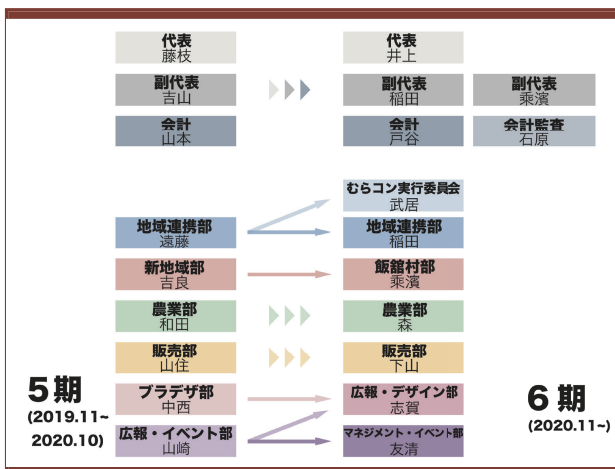 代表
藤枝
代表
井上
副代表
吉山
副代表
稲田
副代表
乘濱
会計
山本
会計
戸谷
会計監査
石原
むらコン実行委員会
武居
地域連携部
遠藤
地域連携部
稲田
新地域部
吉良
飯舘村部
乘濱
農業部
和田
農業部
森
販売部
山住
販売部
下山
ブラデザ部
中西
広報・デザイン部
志賀
広報・イベント部
山崎
マネジメント・イベント部
友清
5期
(2019.11~
2020.10)
6期
(2020.11~)